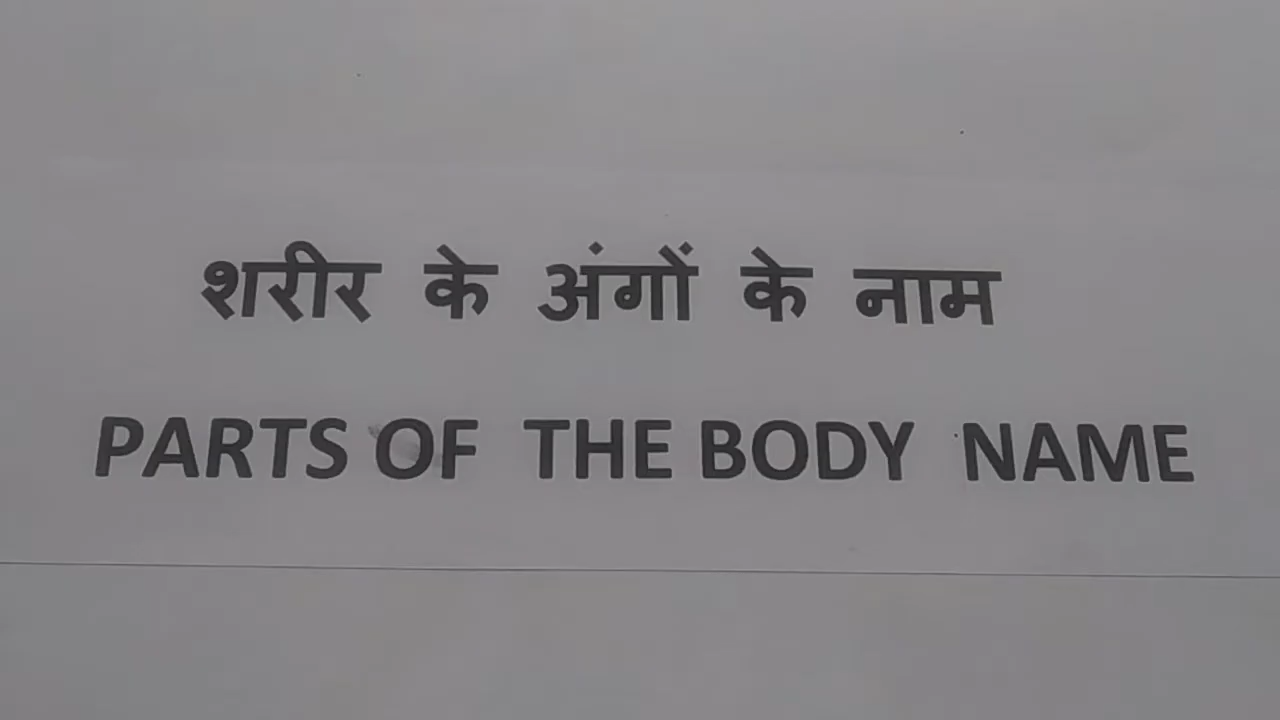 शरीर के अंगों के नाम
PARTS OF THE BODY NAME